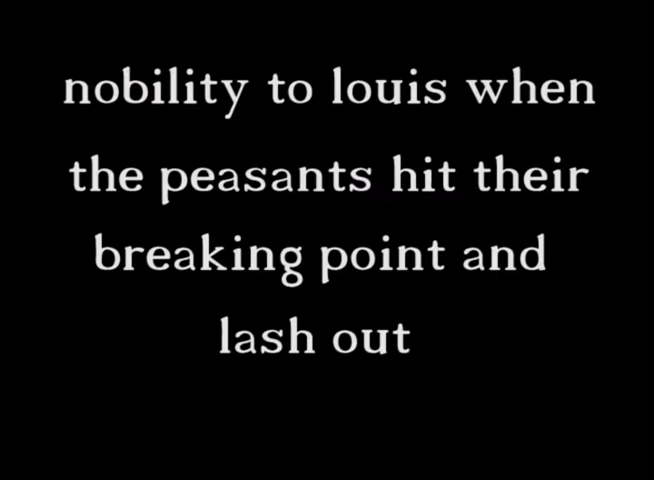 nobility to louis when
the peasants hit their
breaking point and
lash out